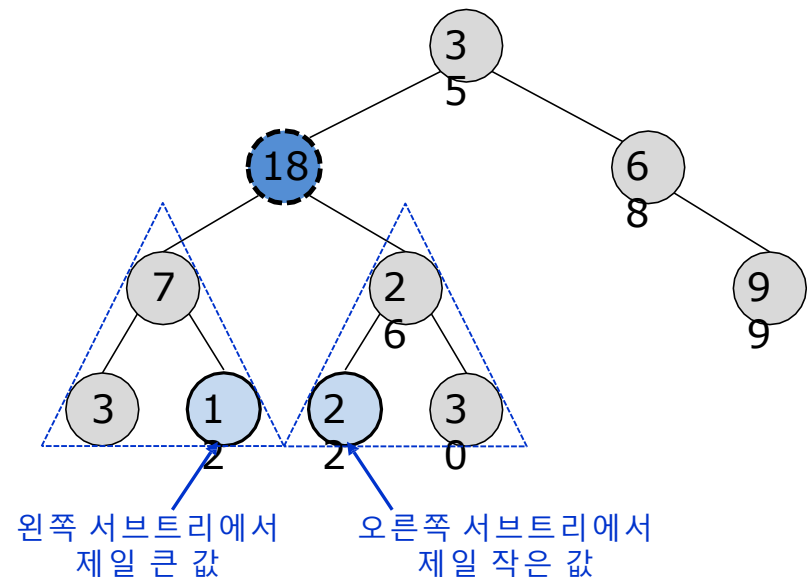 35
18
68
7
26
99
3
12
22
30
왼쪽 서브트리에서
제일 큰 값
오른쪽 서브트리에서
제일 작은 값